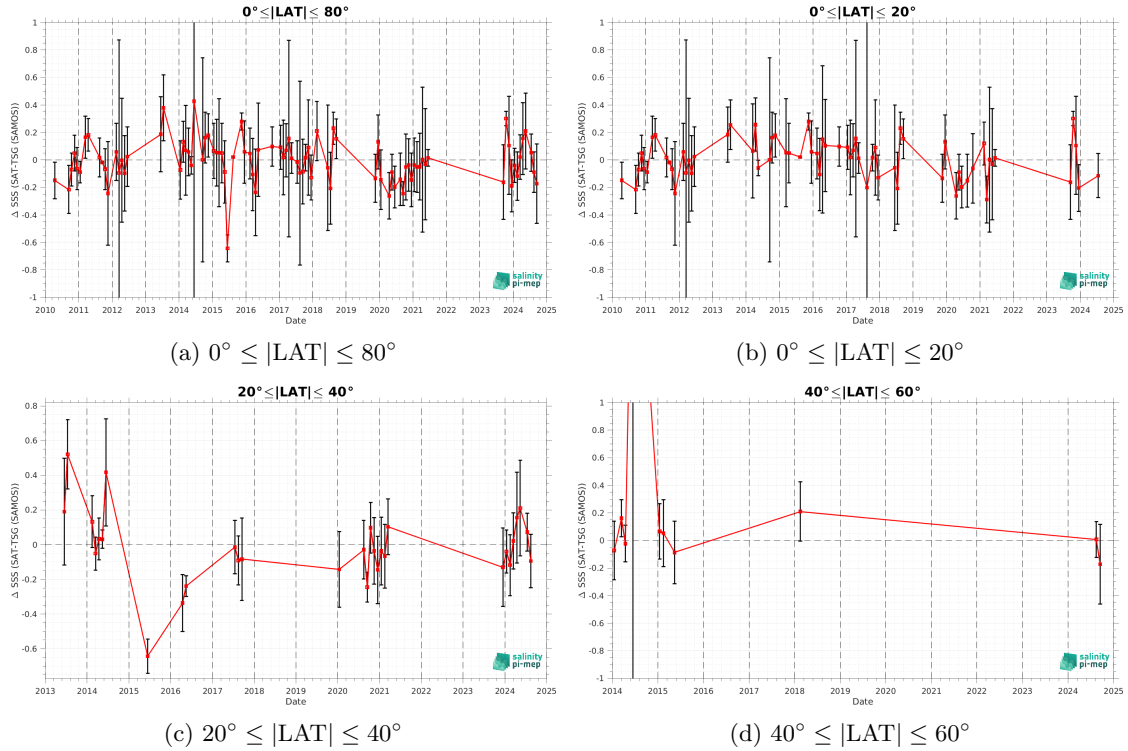 0°≤|LAT|≤ 80°
Δ SSS (SAT-TSG (SAMOS))
1
0.8
0.6
0.4
0.2
0
-0.2
-0.4
-0.6
-0.8
-1
2010 2011 2012 2013 2014 2015 2016 2017 2018 2019 2020 2021 2022 2023 2024 2025
Date
salinity
pi-mep
(a) 0° ≤ |LAT| ≤ 80°
0°≤|LAT|≤ 20°
Δ SSS (SAT-TSG (SAMOS))
1
0.8
0.6
0.4
0.2
0
-0.2
-0.4
-0.6
-0.8
-1
2010 2011 2012 2013 2014 2015 2016 2017 2018 2019 2020 2021 2022 2023 2024 2025
Date
salinity
pi-mep
(b) 0° ≤ |LAT| ≤ 20°
20°≤|LAT|≤ 40°
Δ SSS (SAT-TSG (SAMOS))
0.8
0.6
0.4
0.2
0
-0.2
-0.4
-0.6
2013 2014 2015 2016 2017 2018 2019 2020 2021 2022 2023 2024 2025
Date
salinity
pi-mep
(c) 20° ≤ |LAT| ≤ 40°
40°≤|LAT|≤ 60°
Δ SSS (SAT-TSG (SAMOS))
1
0.8
0.6
0.4
0.2
0
-0.2
-0.4
-0.6
-0.8
-1
2014 2015 2016 2017 2018 2019 2020 2021 2022 2023 2024 2025
Date
salinity
pi-mep
(d) 40° ≤ |LAT| ≤ 60°